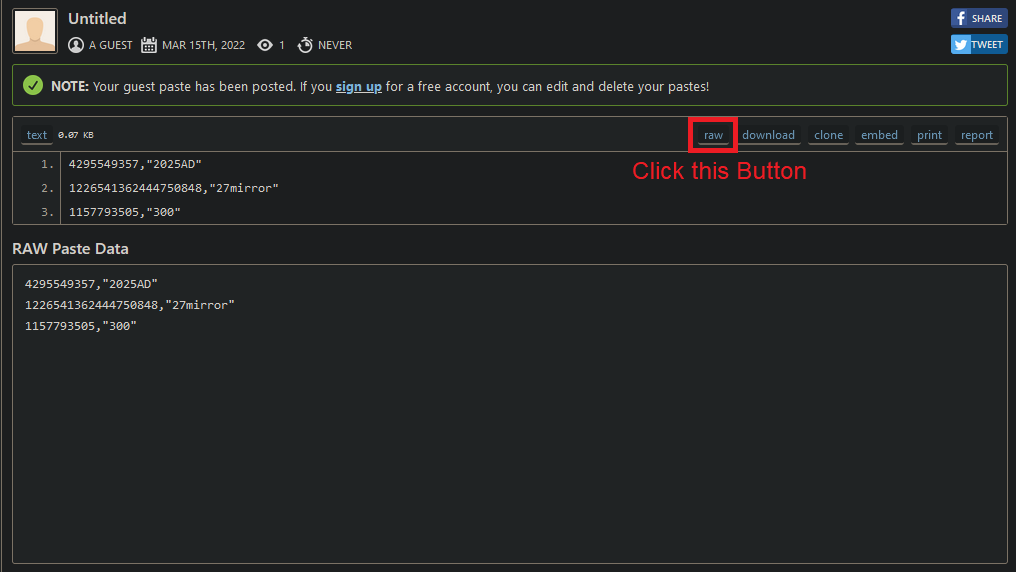 Untitled
SHARE
A GUEST MAR 15TH, 2022 1 NEVER
TWEET
NOTE: Your guest paste has been posted. If you sign up for a free account, you can edit and delete your pastes!
text 0.07 KB raw download clone embed print report
Click this Button
1. 4295549357,"2025AD"
2. 1226541362444750848,"27mirror"
3. 1157793505,"300"
RAW Paste Data
4295549357,"2025AD"
1226541362444750848,"27mirror"
1157793505,"300"